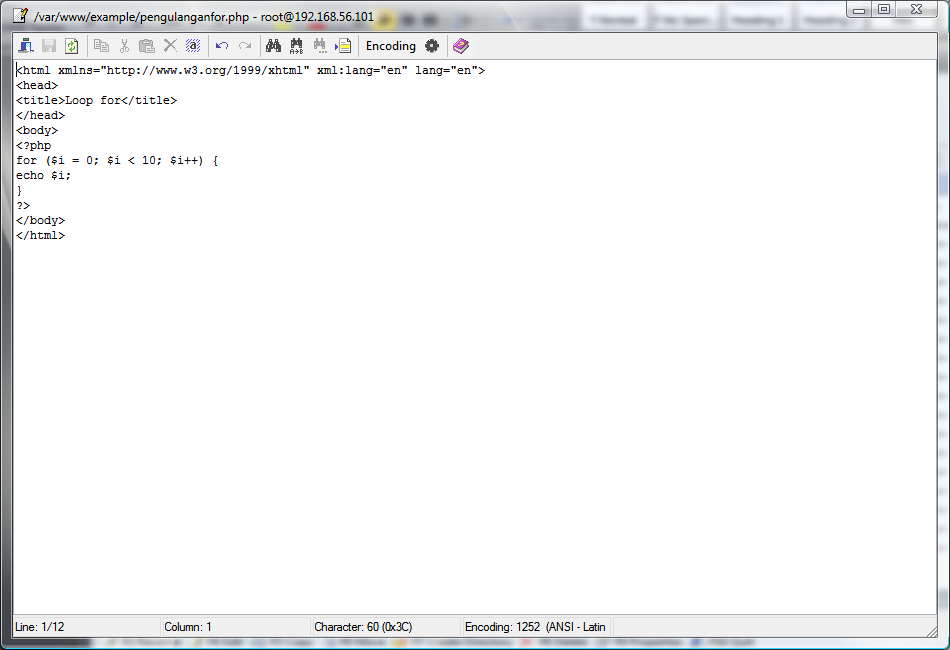 /var/www/example/pengulanganfor.php - root@192.168.56.101
Encoding
<html xmlns="http://www.w3.org/1999/xhtml" xml:lang="en" lang="en">
<head>
<title>Loop for</title>
</head>
<body>
<?php
for ($i = 0; $i < 10; $i++) {
echo $i;
}
?>
</body>
</html>
Line: 1/12 Column: 1 Character: 60 (0x3C) Encoding: 1252 (ANSI - Latin